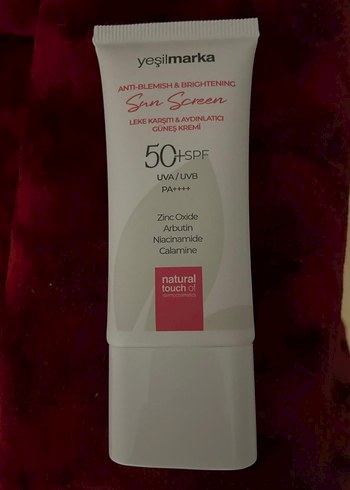 yeşilmarka
ANTI-BLEMISH & BRIGHTENING
Sun Screen
LEKE KARŞITI & AYDINLATICI
GÜNEŞ KREMİ
50+SPF
UVA/UVB
PA++++
Zinc Oxide
Arbutin
Niacinamide
Calamine
natural
touch of
dermocosmetics